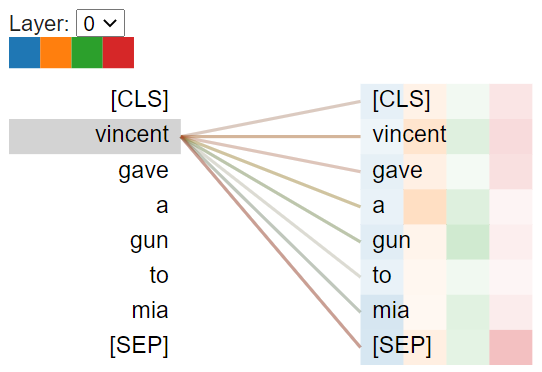 Layer: 0
[CLS] [CLS]
vincent vincent
gave gave
a a
gun gun
to to
mia mia
[SEP] [SEP]